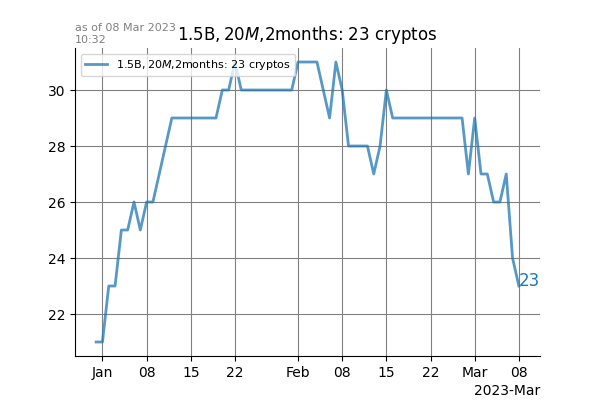 as of 08 Mar 2023
10:32
1.5B, 20M,2months: 23 cryptos
1.5B, 20M,2months: 23 cryptos
30
28
26
24
22
23
Jan 08 15 22 Feb 08 15 22 Mar 08
2023-Mar